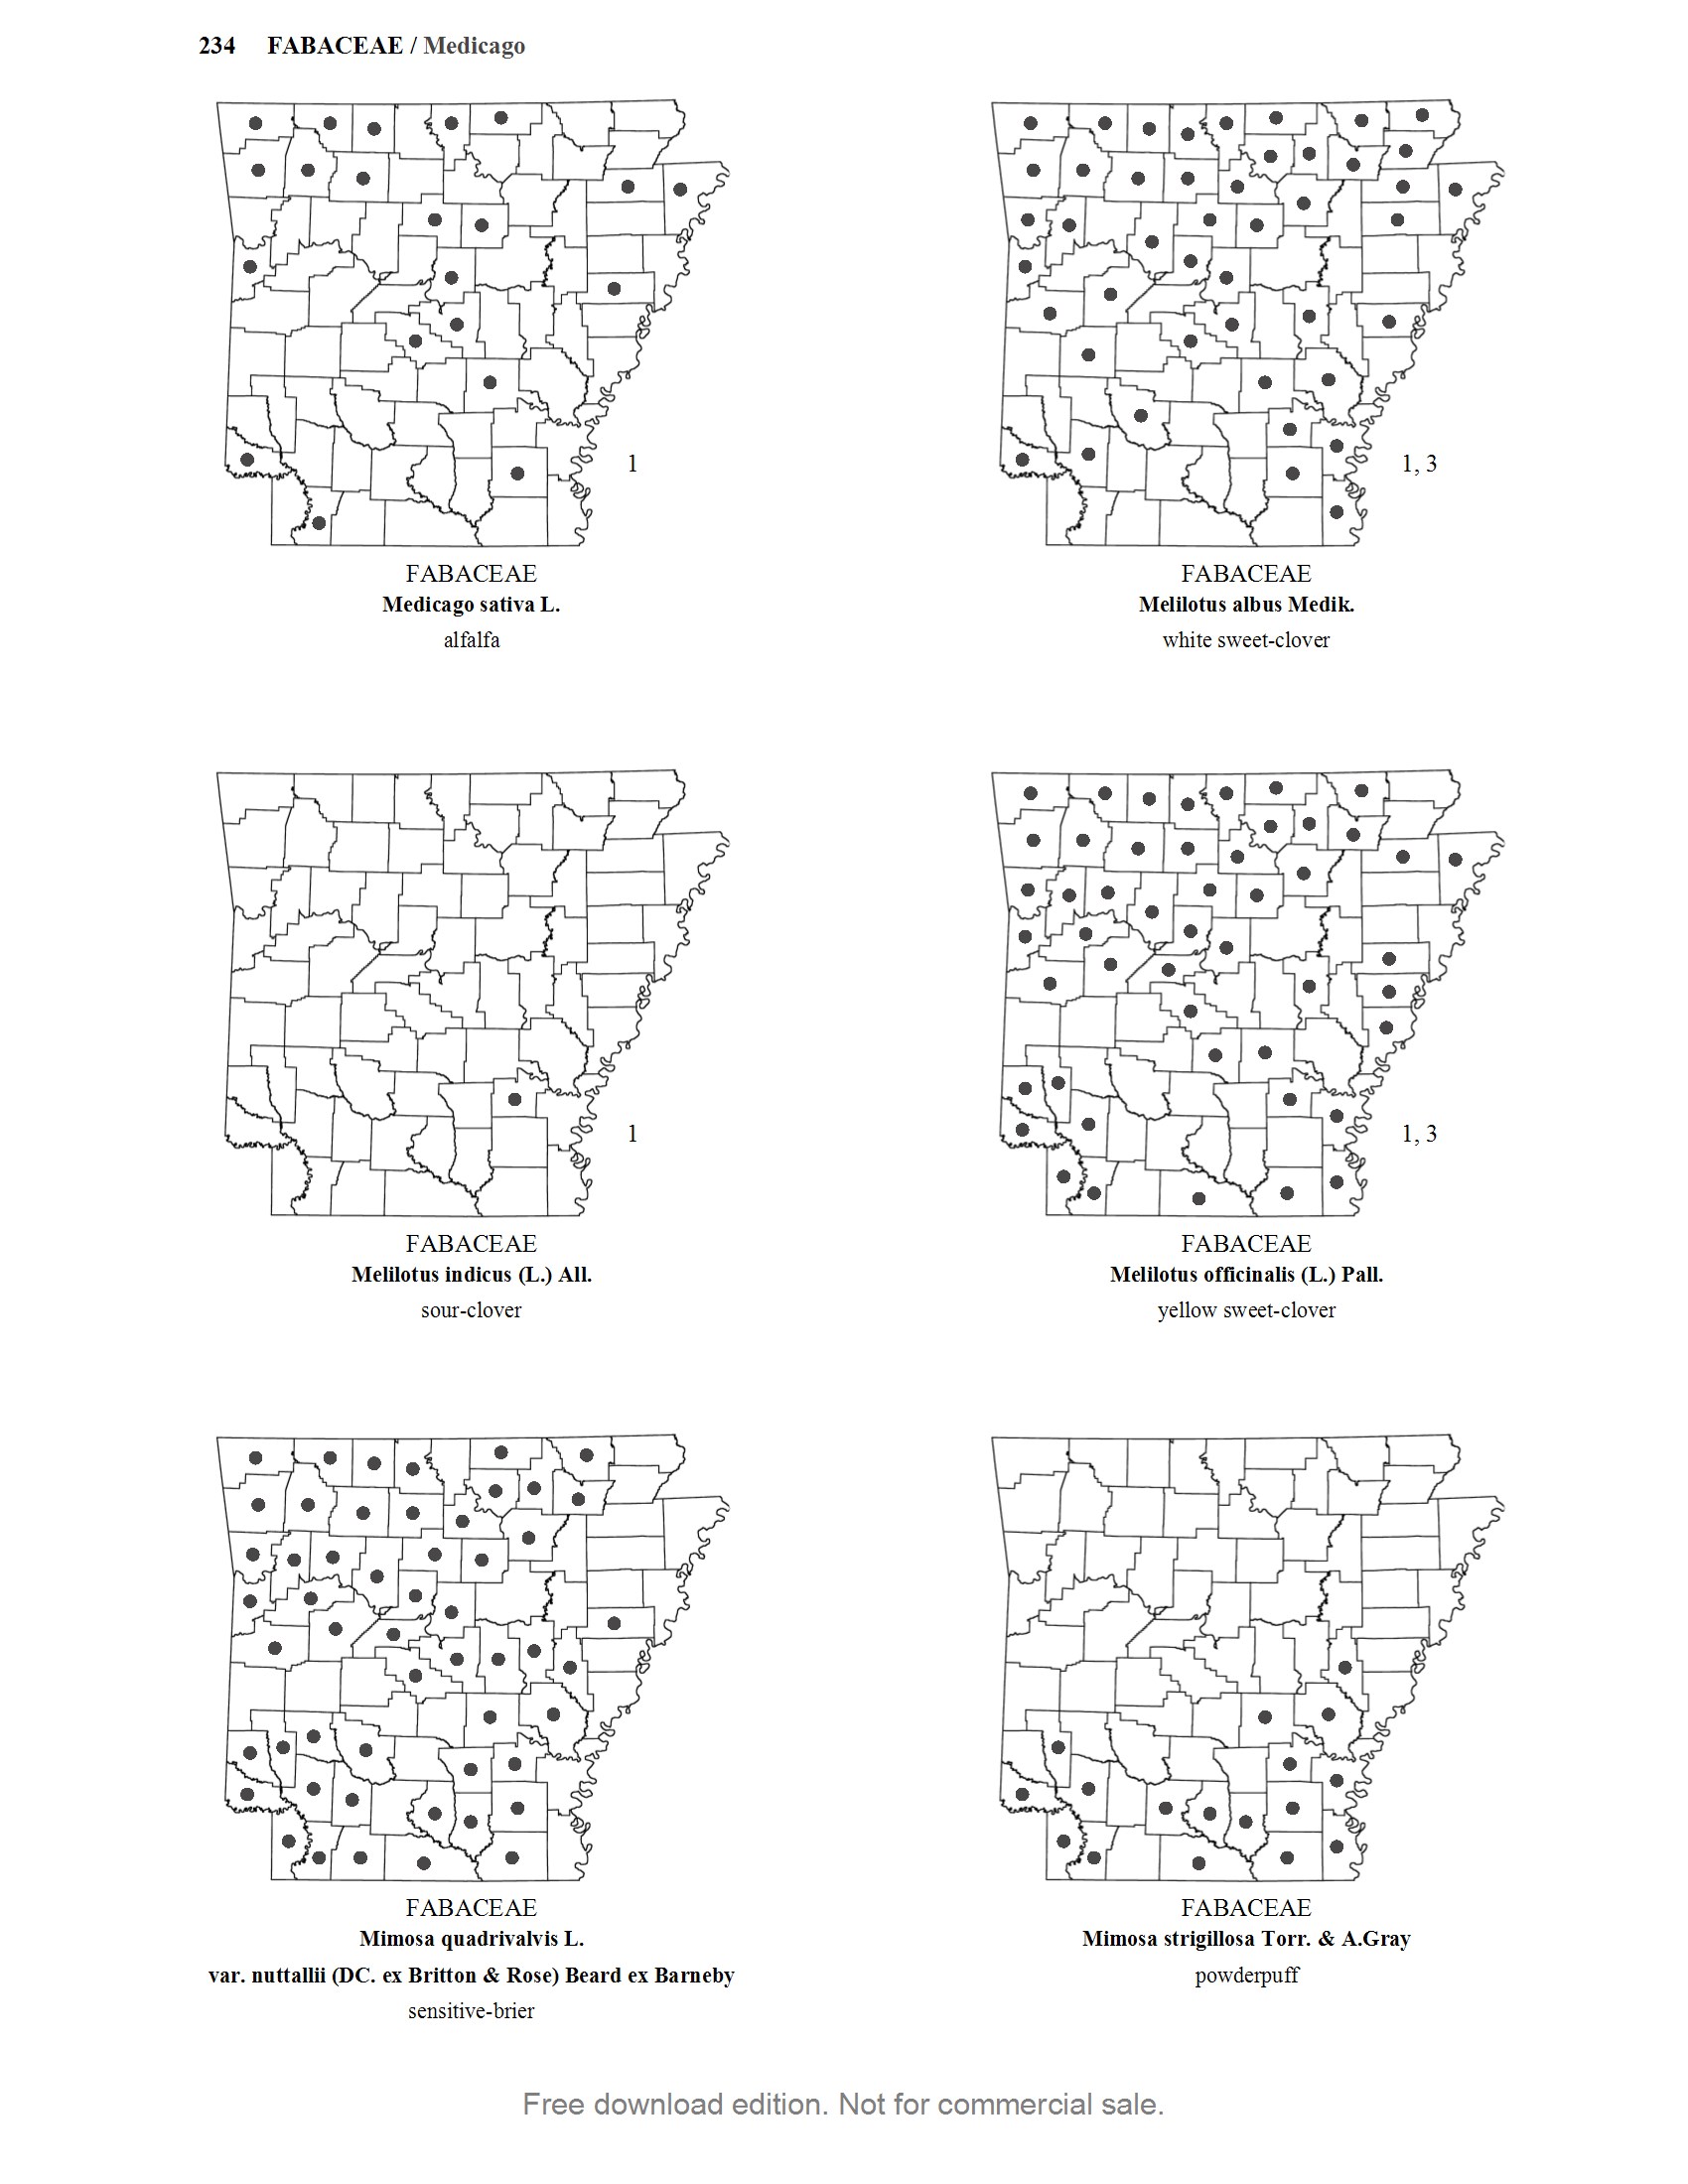 234 FABACEAE / Medicago
1
FABACEAE
Medicago sativa L.
alfalfa
1, 3
FABACEAE
Melilotus albus Medik.
white sweet-clover
1
FABACEAE
Melilotus indicus (L.) All.
sour-clover
1, 3
FABACEAE
Melilotus officinalis (L.) Pall.
yellow sweet-clover
FABACEAE
Mimosa quadrivalvis L.
var. nuttallii (DC. ex Britton & Rose) Beard ex Barneby
sensitive-brier
FABACEAE
Mimosa strigillosa Torr. & A.Gray
powderpuff
Free download edition. Not for commercial sale.